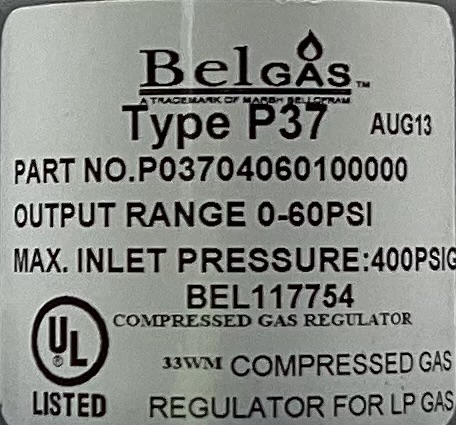 BelGAS™
A TRADEMARK OF MARSH BELLOFRAM
Type P37 AUG13
PART NO.P03704060100000
OUTPUT RANGE 0-60PSI
MAX. INLET PRESSURE:400PSIG
BEL117754
COMPRESSED GAS REGULATOR
UL ®
33WM COMPRESSED GAS
LISTED REGULATOR FOR LP GAS